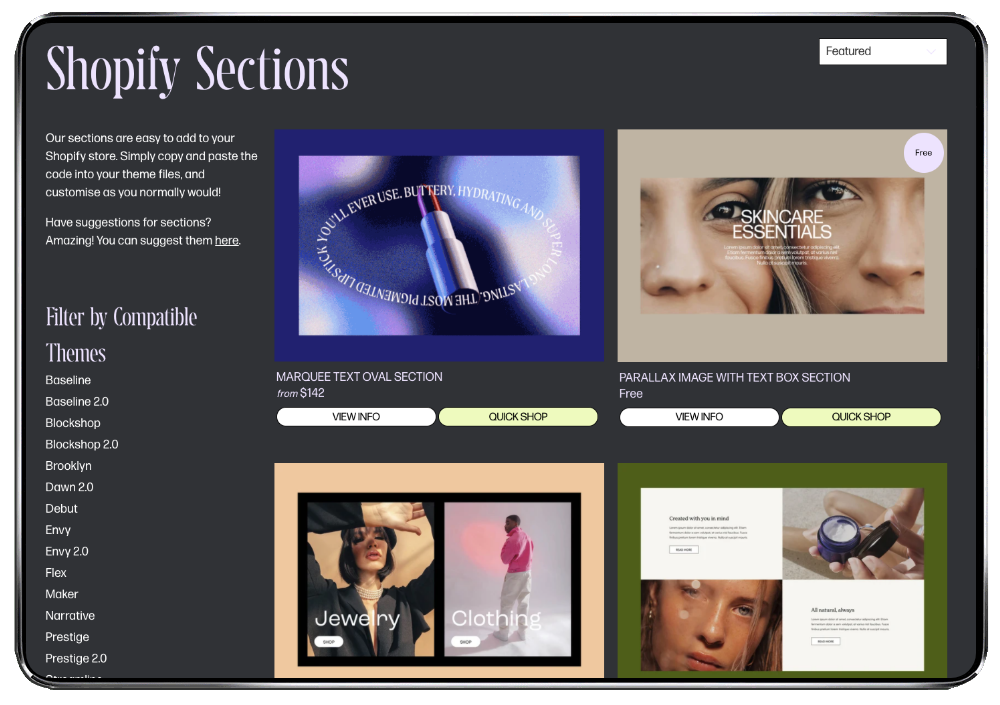 Shopify Sections
Featured
Our sections are easy to add to your
Shopify store. Simply copy and paste the
code into your theme files, and
customise as you normally would!
Have suggestions for sections?
Amazing! You can suggest them here.
Filter by Compatible
Themes
Baseline
Baseline 2.0
Blockshop
Blockshop 2.0
Brooklyn
Dawn 2.0
Debut
Envy
Envy 2.0
Flex
Maker
Narrative
Prestige
Prestige 2.0
Streamline
YOU'LL EVER USE. BUTTERY, HYDRATING AND SUPER LONG LASTING. THE MOST PIGMENTED LIPSTICK
MARQUEE TEXT OVAL SECTION
from $142
VIEW INFO
QUICK SHOP
Free
SKINCARE
ESSENTIALS
PARALLAX IMAGE WITH TEXT BOX SECTION
Free
VIEW INFO
QUICK SHOP
Jewelry
SHOP
Clothing
SHOP
Created with you in mind
READ MORE
All natural, always
READ MORE